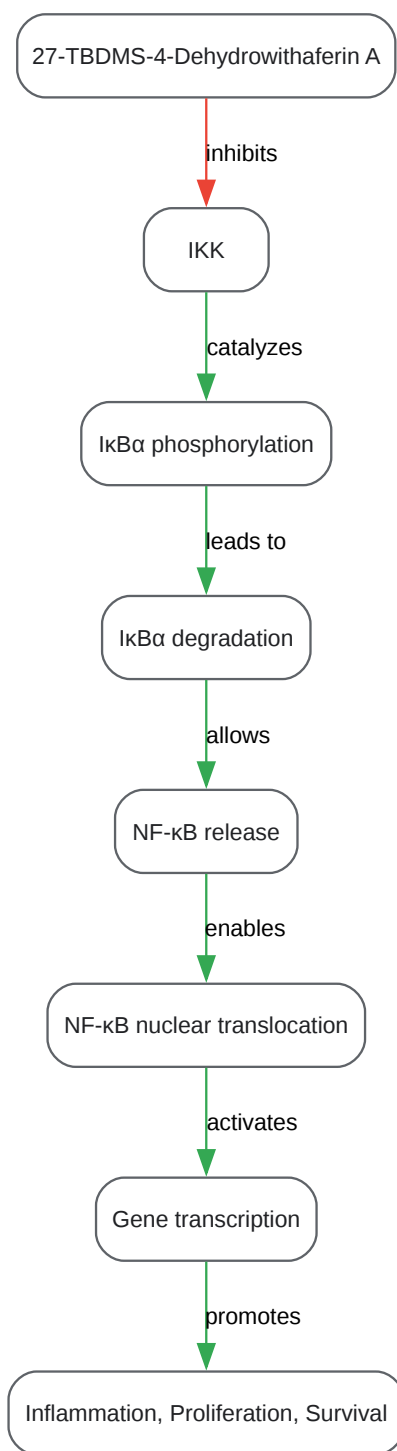 27-TBDMS-4-Dehydrowithaferin A
inhibits
IKK
catalyzes
IκBα phosphorylation
leads to
IκBα degradation
allows
NF-κB release
enables
NF-κB nuclear translocation
activates
Gene transcription
promotes
Inflammation, Proliferation, Survival